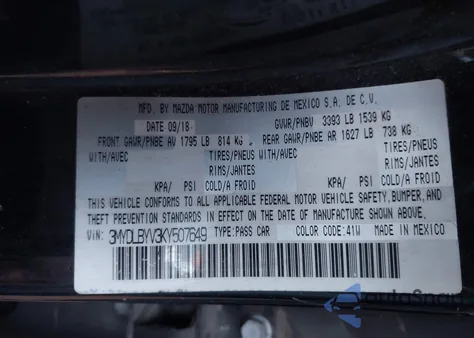 MFD. BY MAZDA MOTOR MANUFACTURING DE MEXICO S.A. DE C.V.
DATE 09/18 GVWR/PNBV 3393 LB 1539 KG
FRONT GAWR/PNBE AV 1795 LB 814 KG REAR GAWR/PNBE AR 1627 LB 738 KG
WITH/AVEC TIRES/PNEUS WITH/AVEC TIRES/PNEUS
RIMS/JANTES RIMS/JANTES
KPA/ PSI COLD/A FROID KPA/ PSI COLD/A FROID
THIS VEHICLE CONFORMS TO ALL APPLICABLE FEDERAL MOTOR VEHICLE SAFETY,BUMPER,AND
THEFT PREVENTION STANDARDS IN EFFECT ON THE DATE OF MANUFACTURE SHOWN ABOVE.
VIN: 3MYDLBYV3KY507649 TYPE:PASS CAR COLOR CODE:41W MADE IN MEXICO